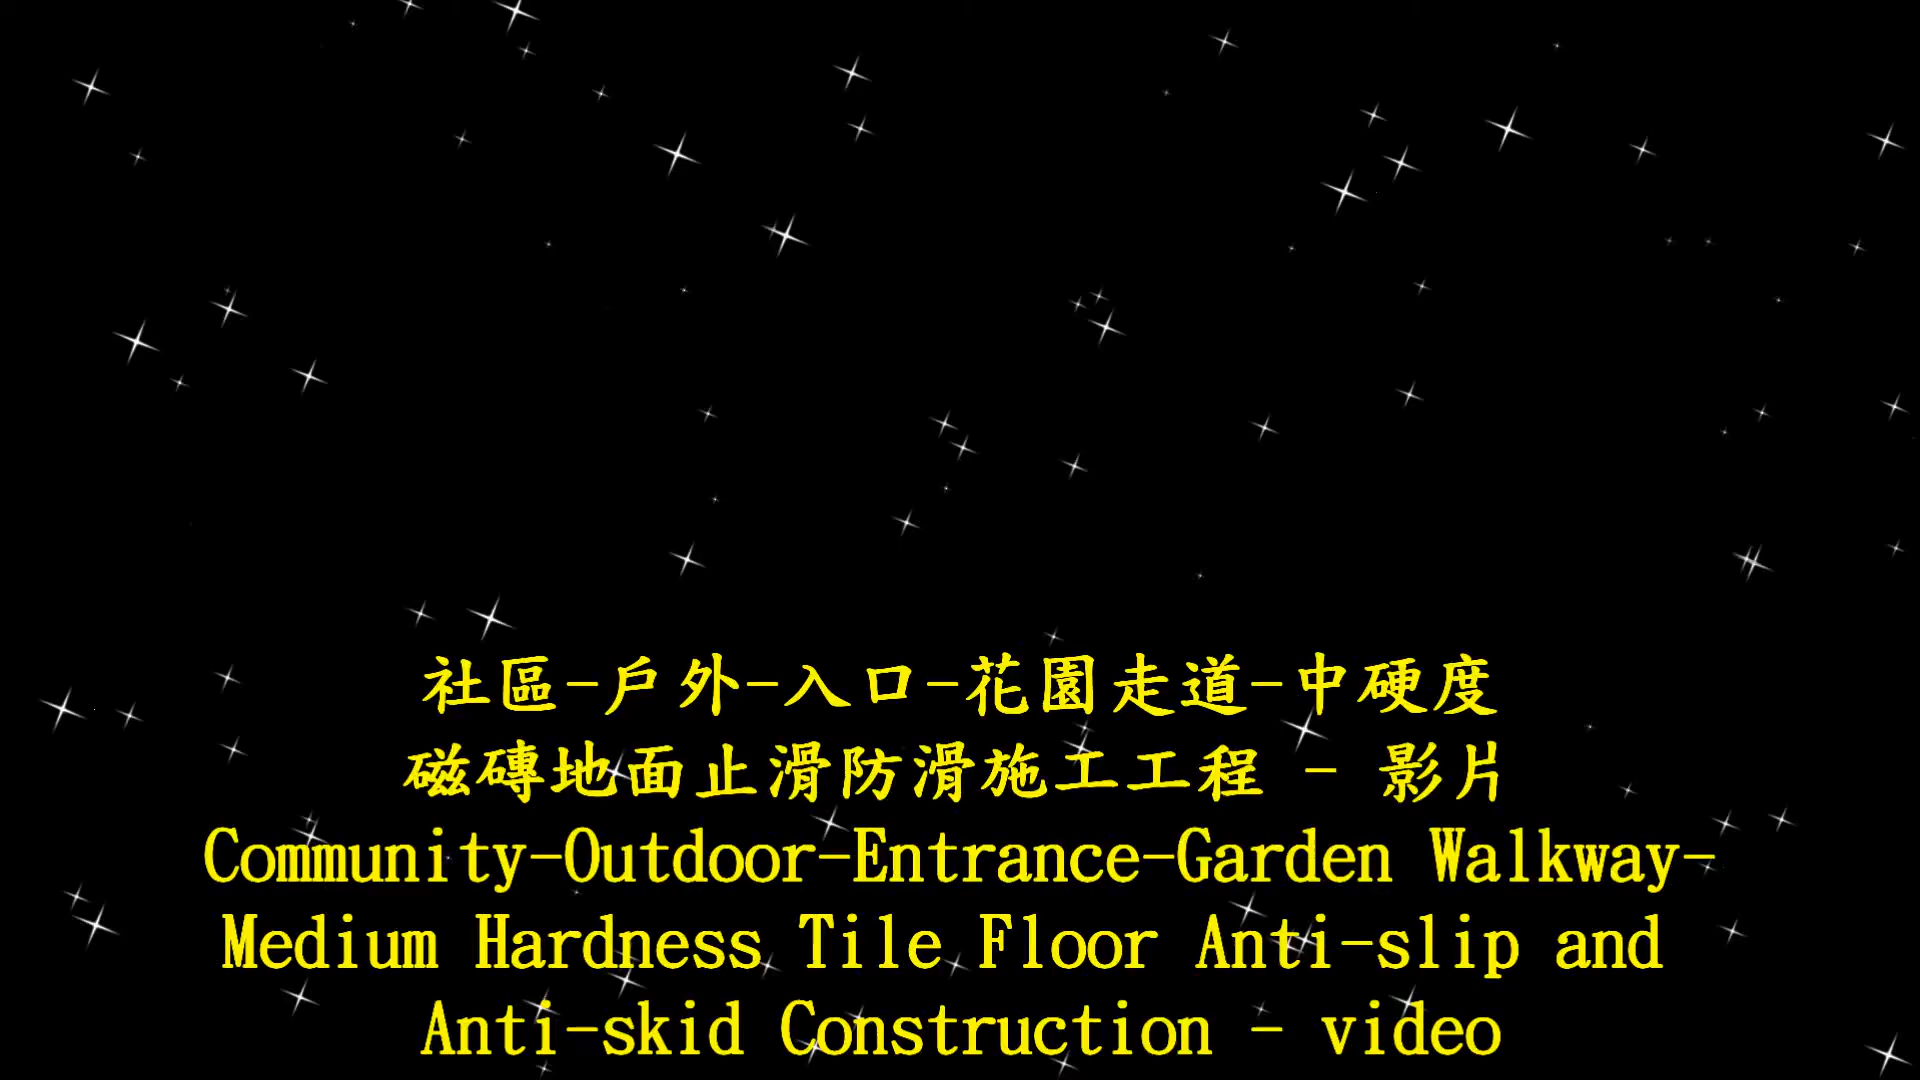 社區-戶外-入口-花園走道-中硬度
磁磚地面止滑防滑施工工程 - 影片
Community-Outdoor-Entrance-Garden Walkway-
Medium Hardness Tile Floor Anti-slip and
Anti-skid Construction - video